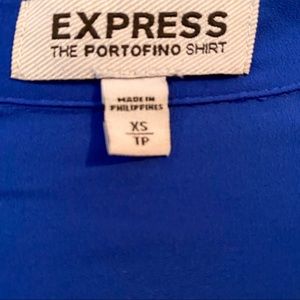 EXPRESS
THE PORTOFINO SHIRT
MADE IN
PHILIPPINES
XS
TP